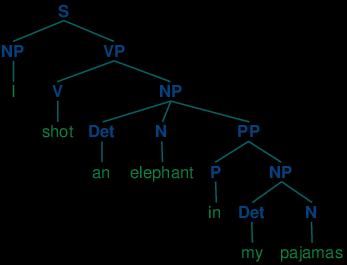 S
NP VP
I V NP
shot Det N PP
an elephant P NP
in Det N
my pajamas